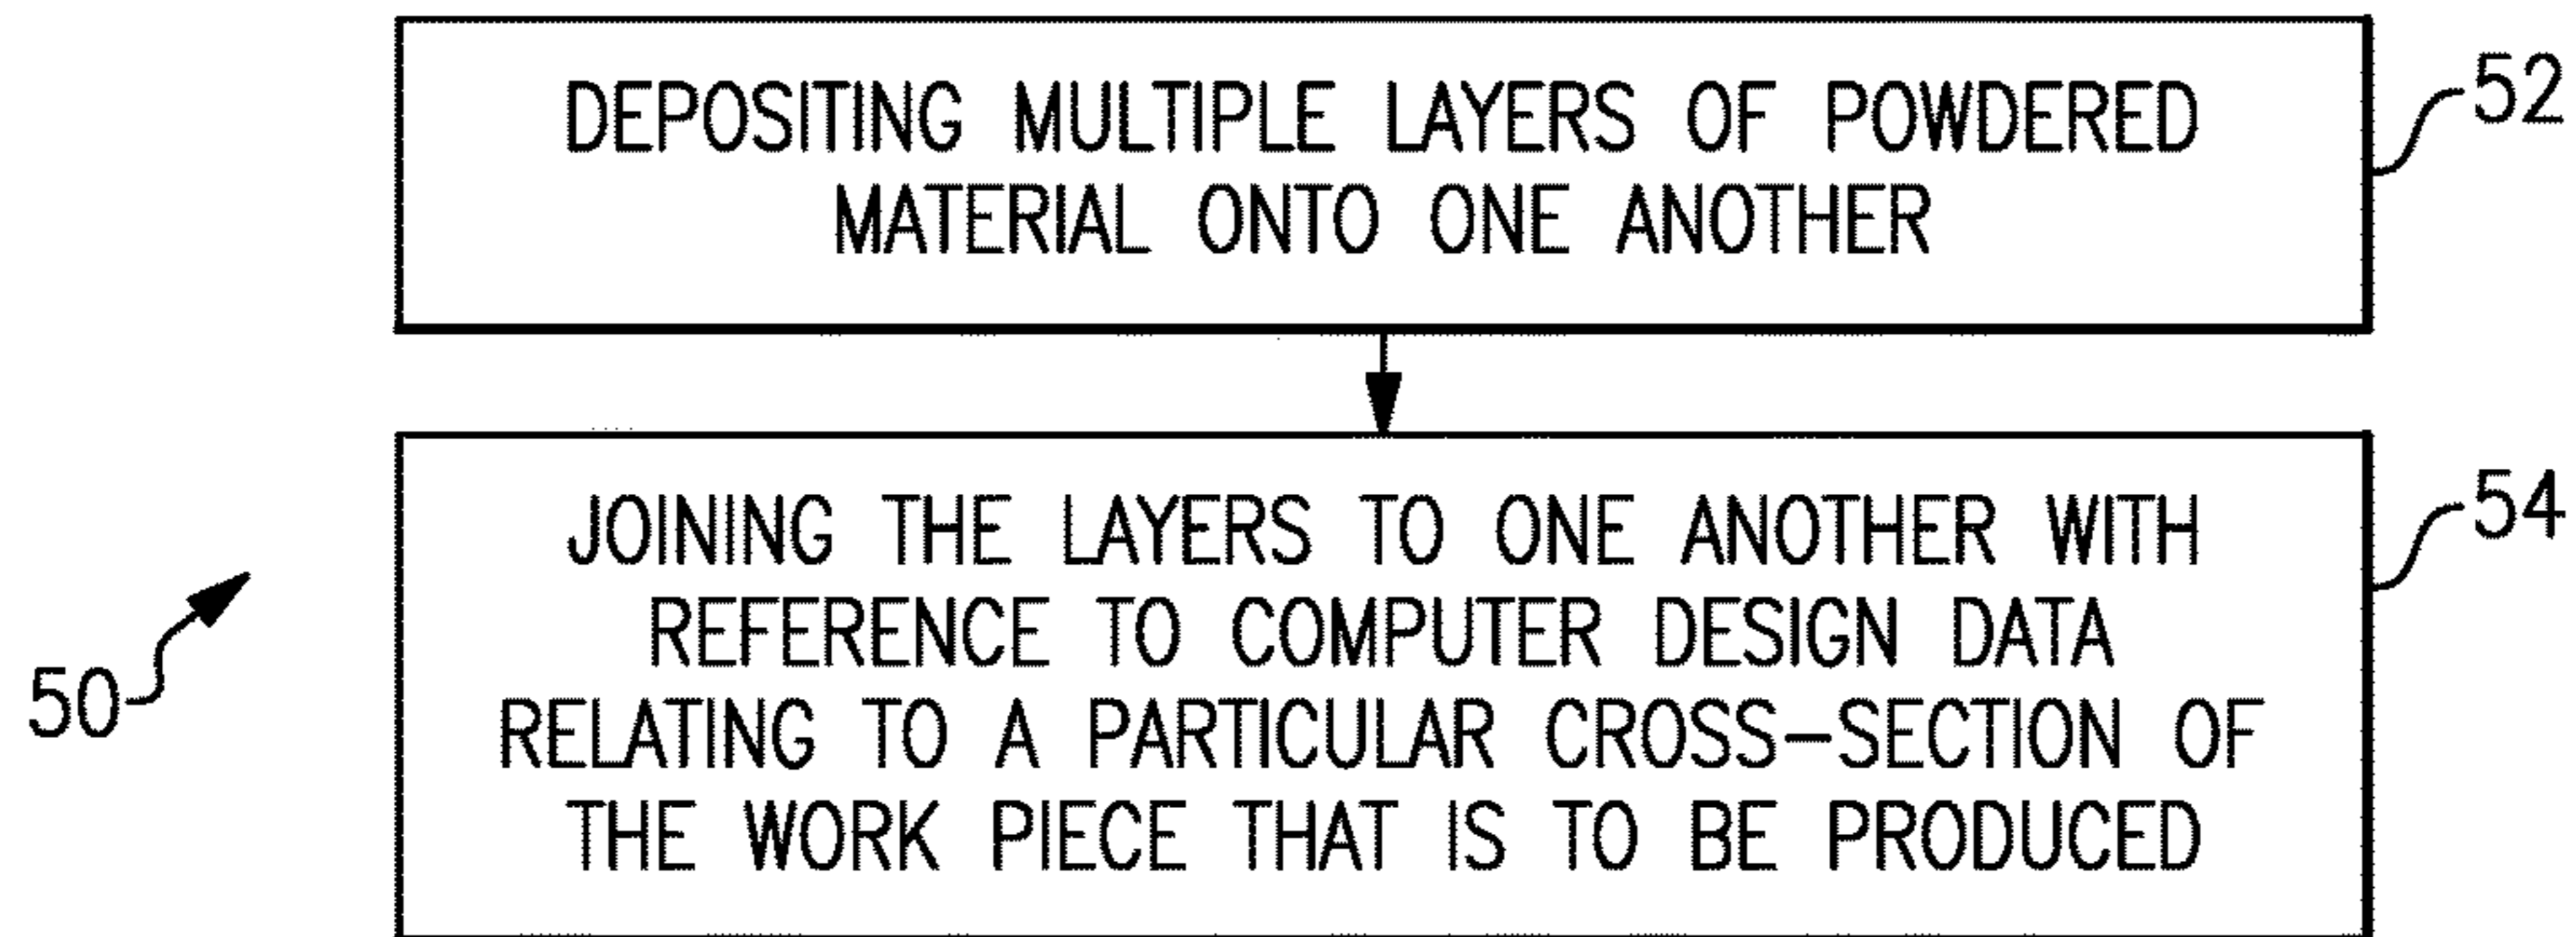 DEPOSITING MULTIPLE LAYERS OF POWDERED
MATERIAL ONTO ONE ANOTHER
52
JOINING THE LAYERS TO ONE ANOTHER WITH
REFERENCE TO COMPUTER DESIGN DATA
RELATING TO A PARTICULAR CROSS-SECTION OF
THE WORK PIECE THAT IS TO BE PRODUCED
54
50